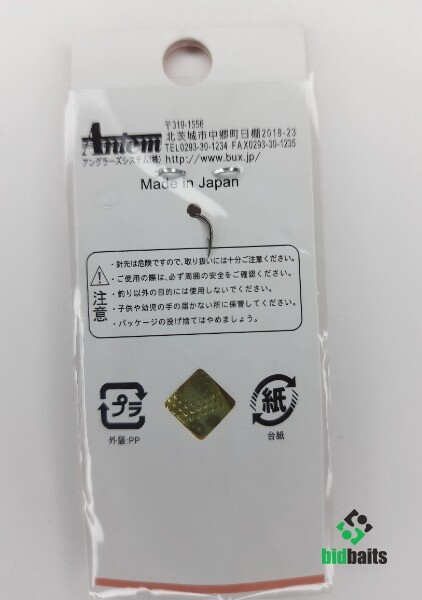 Antem
アングラーズシステム(株)
〒319-1556
北茨城市中郷町日棚2018-23
TEL0293-30-1234 FAX0293-30-1235
http://www.bux.jp/
Made in Japan
注意
・針先は危険ですので、取り扱いには十分ご注意ください。
・ご使用の際は、必ず周囲の安全をご確認ください。
・釣り以外の目的には使用しないでください。
・子供や幼児の手の届かない所に保管してください。
・パッケージの投げ捨てはやめましょう。
プラ
外装:PP
紙
台紙
bidbaits